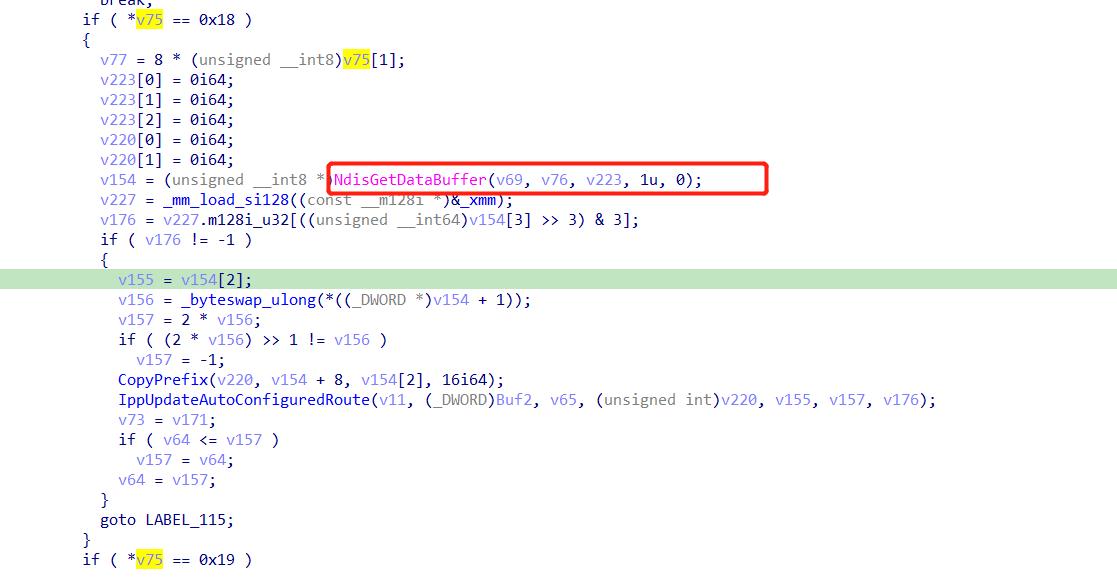 break;
if ( *v75 == 0x18 )
{
v77 = 8 * (unsigned __int8)v75[1];
v223[0] = 0i64;
v223[1] = 0i64;
v223[2] = 0i64;
v220[0] = 0i64;
v220[1] = 0i64;
v154 = (unsigned __int8 *)NdisGetDataBuffer(v69, v76, v223, 1u, 0);
v227 = _mm_load_si128((const __m128i *)&_xmm);
v176 = v227.m128i_u32[((unsigned __int64)v154[3] >> 3) & 3];
if ( v176 != -1 )
{
v155 = v154[2];
v156 = _byteswap_ulong(*((_DWORD *)v154 + 1));
v157 = 2 * v156;
if ( (2 * v156) >> 1 != v156 )
v157 = -1;
CopyPrefix(v220, v154 + 8, v154[2], 16i64);
IppUpdateAutoConfiguredRoute(v11, (_DWORD)Buf2, v65, (unsigned int)v220, v155, v157, v176);
v73 = v171;
if ( v64 <= v157 )
v157 = v64;
v64 = v157;
}
goto LABEL_115;
}
if ( *v75 == 0x19 )